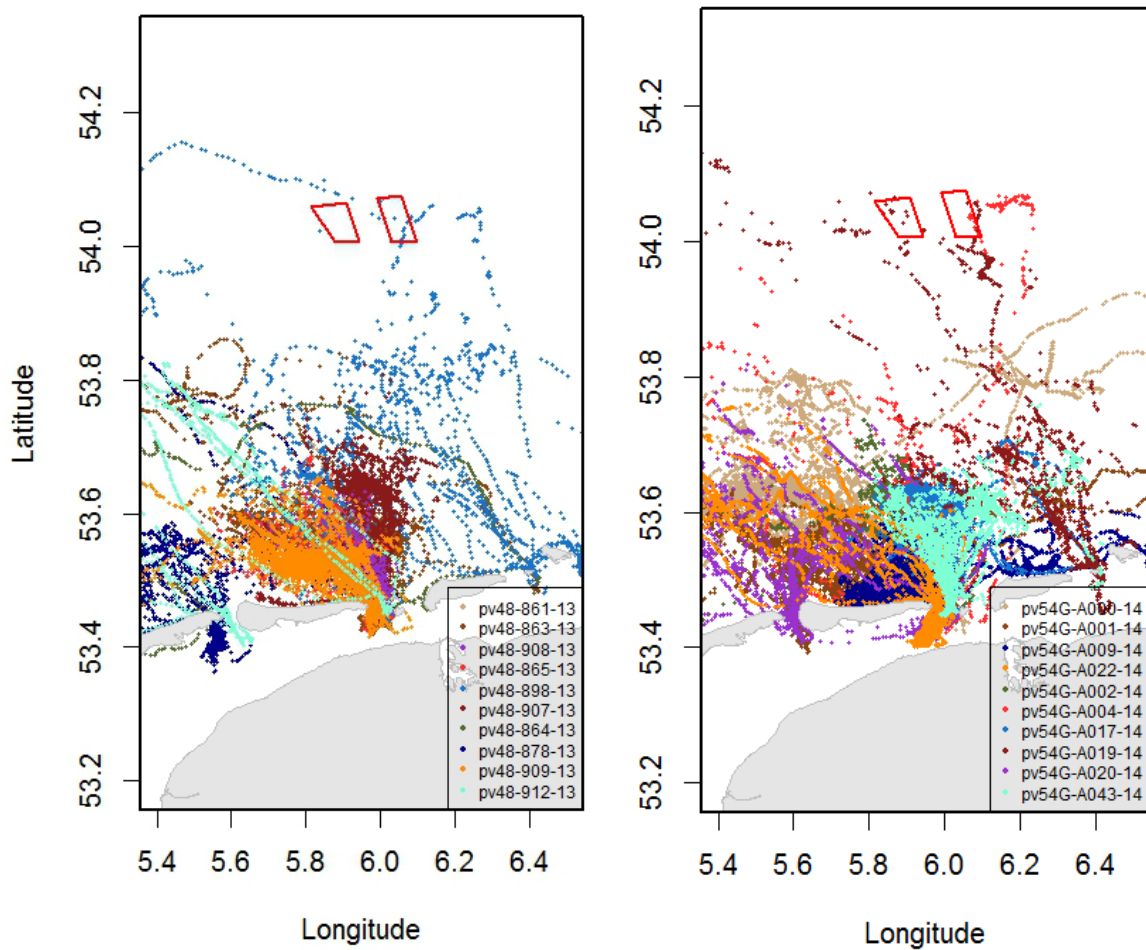 Latitude
54.2
54.0
53.8
53.6
53.4
53.2
pv48-861-13
pv48-863-13
pv48-908-13
pv48-865-13
pv48-898-13
pv48-907-13
pv48-864-13
pv48-878-13
pv48-909-13
pv48-912-13
5.4 5.6 5.8 6.0 6.2 6.4
Longitude
54.2
54.0
53.8
53.6
53.4
53.2
pv54G-A000-14
pv54G-A001-14
pv54G-A009-14
pv54G-A022-14
pv54G-A002-14
pv54G-A004-14
pv54G-A017-14
pv54G-A019-14
pv54G-A020-14
pv54G-A043-14
5.4 5.6 5.8 6.0 6.2 6.4
Longitude